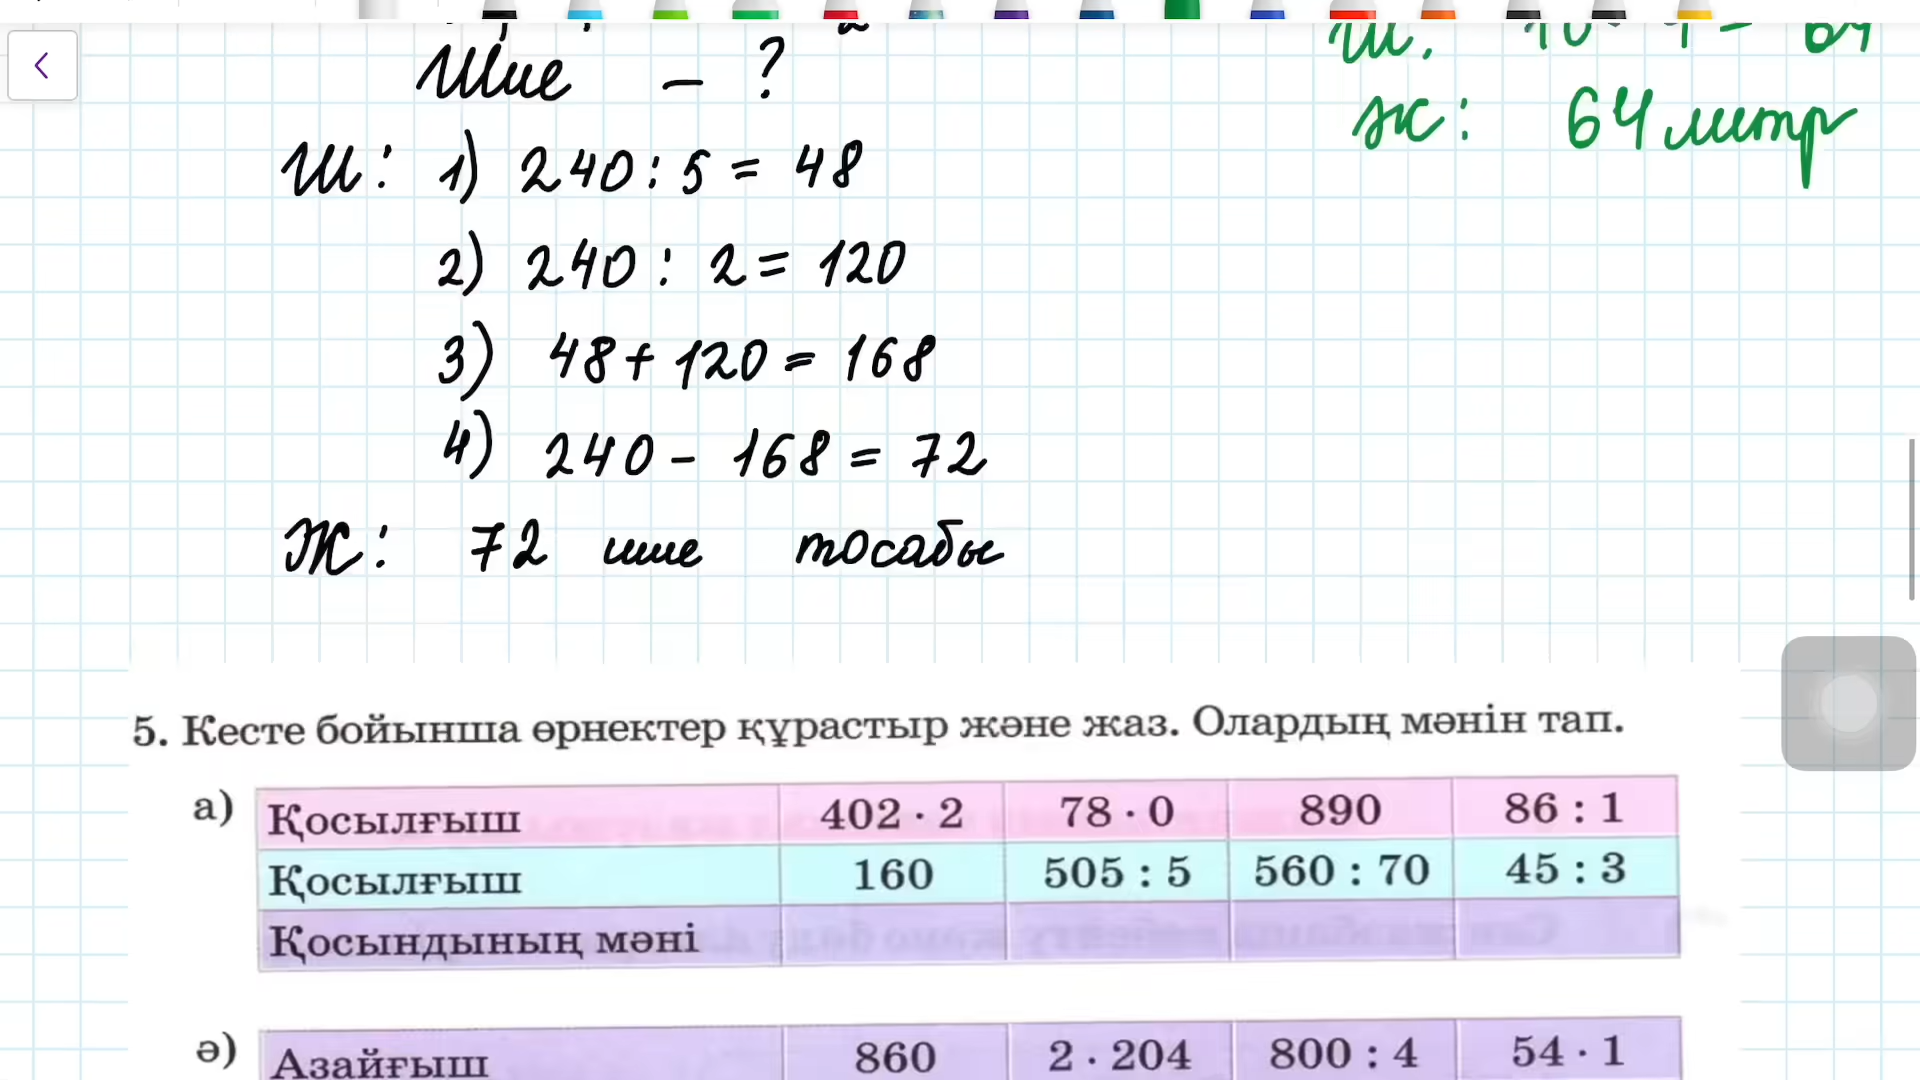 Шие - ?
Ш: 1) 240 : 5 = 48
2) 240 : 2 = 120
3) 48 + 120 = 168
4) 240 - 168 = 72
Ж: 72 шие тосабы
ж: 64 литр
5. Кесте бойынша өрнектер құрастыр және жаз. Олардың мәнін тап.
а) Қосылғыш 402 · 2 78 · 0 890 86 : 1
Қосылғыш 160 505 : 5 560 : 70 45 : 3
Қосындының мәні
ә) Азайғыш 860 2 · 204 800 : 4 54 · 1